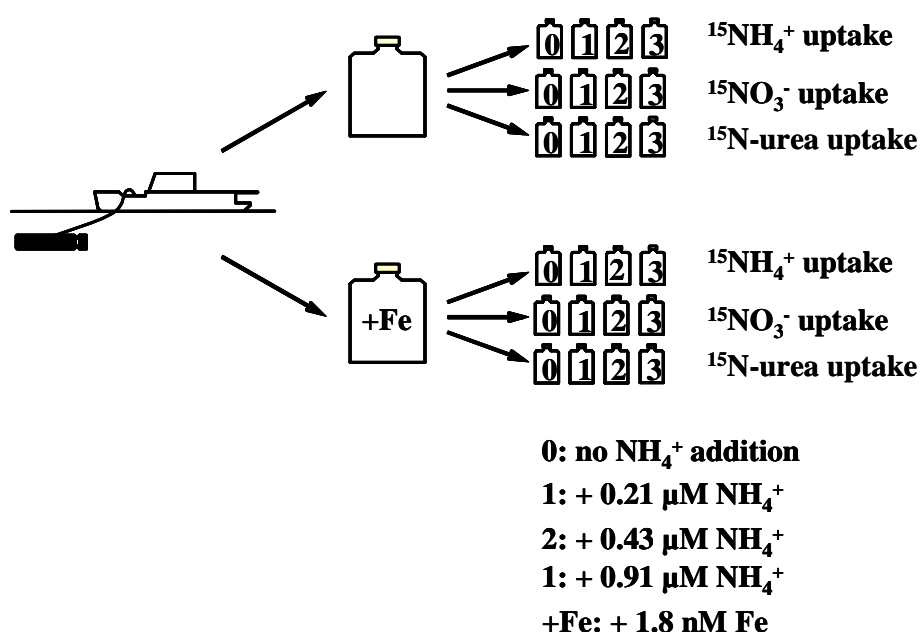 0 1 2 3 ¹⁵NH₄⁺ uptake
0 1 2 3 ¹⁵NO₃⁻ uptake
0 1 2 3 ¹⁵N-urea uptake
+Fe
0 1 2 3 ¹⁵NH₄⁺ uptake
0 1 2 3 ¹⁵NO₃⁻ uptake
0 1 2 3 ¹⁵N-urea uptake
0: no NH₄⁺ addition
1: + 0.21 μM NH₄⁺
2: + 0.43 μM NH₄⁺
1: + 0.91 μM NH₄⁺
+Fe: + 1.8 nM Fe